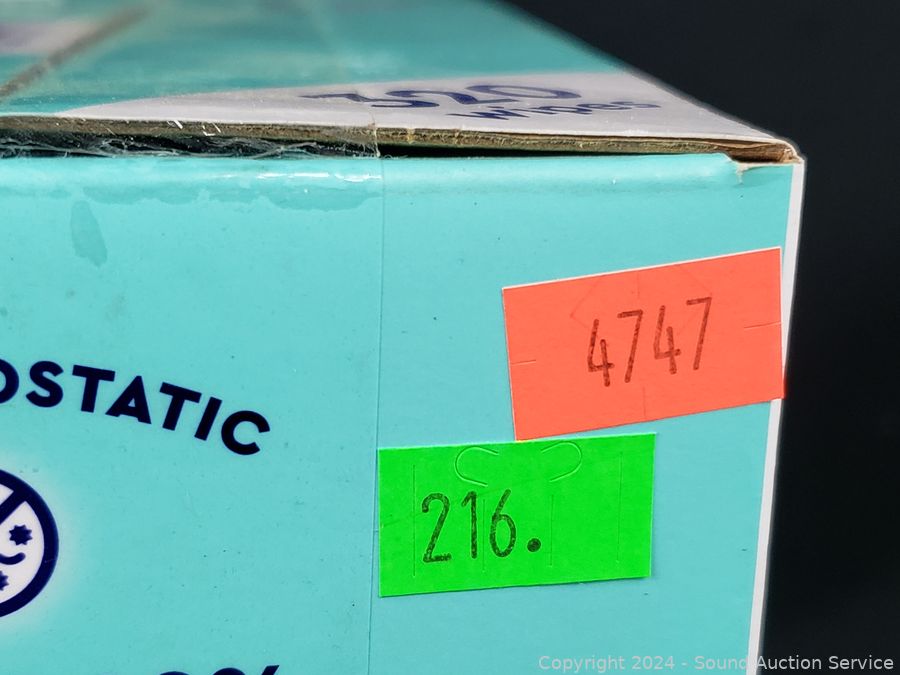 320
wipes
4747
OSTATIC
216.
Copyright 2024 - Sound Auction Service